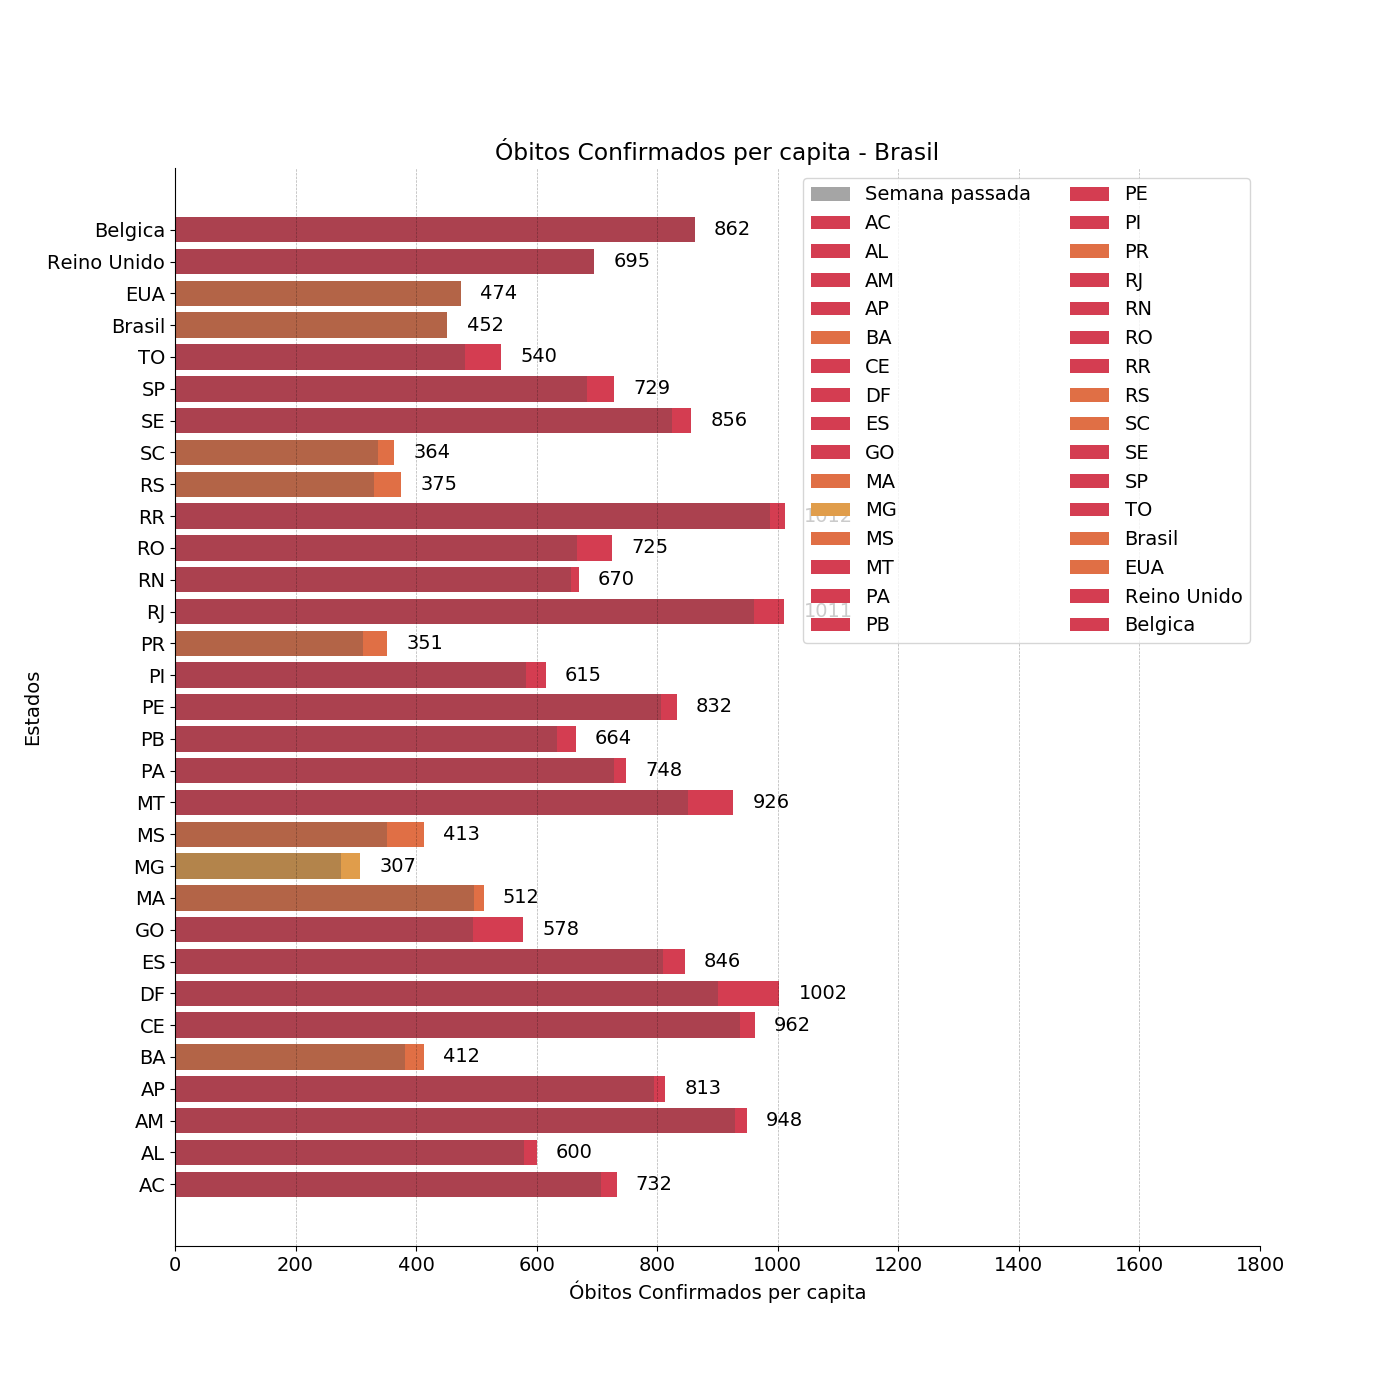 Óbitos Confirmados per capita - Brasil
Semana passada
AC
AL
AM
AP
BA
CE
DF
ES
GO
MA
MG
MS
MT
PA
PB
PE
PI
PR
RJ
RN
RO
RR
RS
SC
SE
SP
TO
Brasil
EUA
Reino Unido
Belgica
Belgica 862
Reino Unido 695
EUA 474
Brasil 452
TO 540
SP 729
SE 856
SC 364
RS 375
RR 1012
RO 725
RN 670
RJ 1011
PR 351
PI 615
PE 832
PB 664
PA 748
MT 926
MS 413
MG 307
MA 512
GO 578
ES 846
DF 1002
CE 962
BA 412
AP 813
AM 948
AL 600
AC 732
Estados
0 200 400 600 800 1000 1200 1400 1600 1800
Óbitos Confirmados per capita